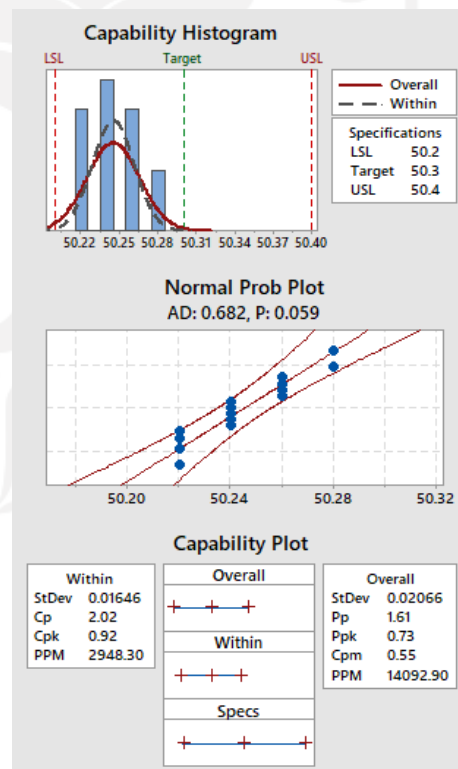 Capability Histogram
LSL Target USL
Overall
Within
Specifications
LSL 50.2
Target 50.3
USL 50.4
50.22 50.25 50.28 50.31 50.34 50.37 50.40
Normal Prob Plot
AD: 0.682, P: 0.059
50.20 50.24 50.28 50.32
Capability Plot
Within
StDev 0.01646
Cp 2.02
Cpk 0.92
PPM 2948.30
Overall
Within
Specs
Overall
StDev 0.02066
Pp 1.61
Ppk 0.73
Cpm 0.55
PPM 14092.90